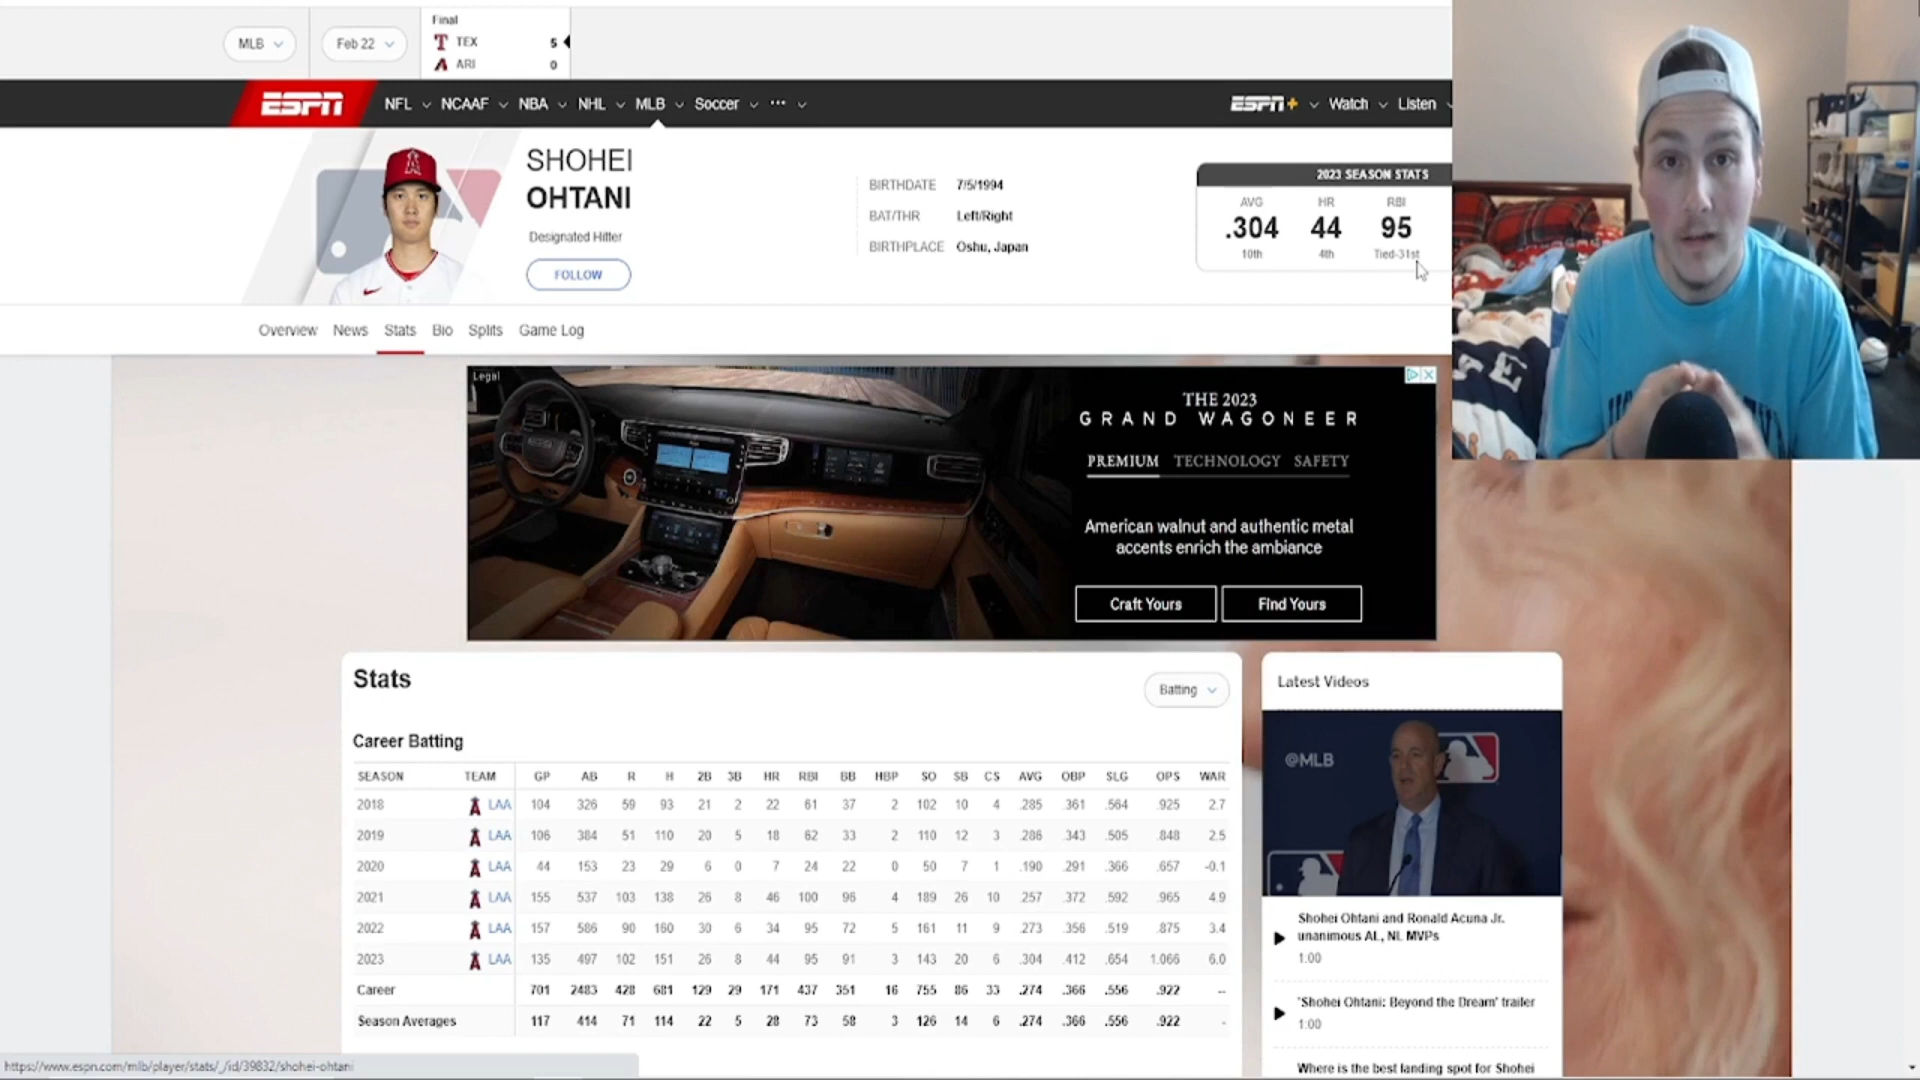 MLB
Feb 22
Final
TEX 5
ARI 0
ESPN NFL NCAAF NBA NHL MLB Soccer ··· ESPN+ Watch Listen
SHOHEI
OHTANI
Designated Hitter
FOLLOW
BIRTHDATE 7/5/1994
BAT/THR Left/Right
BIRTHPLACE Oshu, Japan
2023 SEASON STATS
AVG HR RBI
.304 44 95
10th 4th Tied-31st
Overview News Stats Bio Splits Game Log
Legal
THE 2023
GRAND WAGONEER
PREMIUM TECHNOLOGY SAFETY
American walnut and authentic metal
accents enrich the ambiance
Craft Yours Find Yours
Stats
Batting
Career Batting
SEASON TEAM GP AB R H 2B 3B HR RBI BB HBP SO SB CS AVG OBP SLG OPS WAR
2018 LAA 104 326 59 93 21 2 22 61 37 2 102 10 4 .285 .361 .564 .925 2.7
2019 LAA 106 384 51 110 20 5 18 62 33 2 110 12 3 .286 .343 .505 .848 2.5
2020 LAA 44 153 23 29 6 0 7 24 22 0 50 7 1 .190 .291 .366 .657 -0.1
2021 LAA 155 537 103 138 26 8 46 100 96 4 189 26 10 .257 .372 .592 .965 4.9
2022 LAA 157 586 90 160 30 6 34 95 72 5 161 11 9 .273 .356 .519 .875 3.4
2023 LAA 135 497 102 151 26 8 44 95 91 3 143 20 6 .304 .412 .654 1.066 6.0
Career 701 2483 428 681 129 29 171 437 351 16 755 86 33 .274 .366 .556 .922 --
Season Averages 117 414 71 114 22 5 28 73 58 3 126 14 6 .274 .366 .556 .922 -
Latest Videos
@MLB
Shohei Ohtani and Ronald Acuna Jr.
unanimous AL, NL MVPs
1:00
'Shohei Ohtani: Beyond the Dream' trailer
1:00
Where is the best landing spot for Shohei
https://www.espn.com/mlb/player/stats/_/id/39832/shohei-ohtani